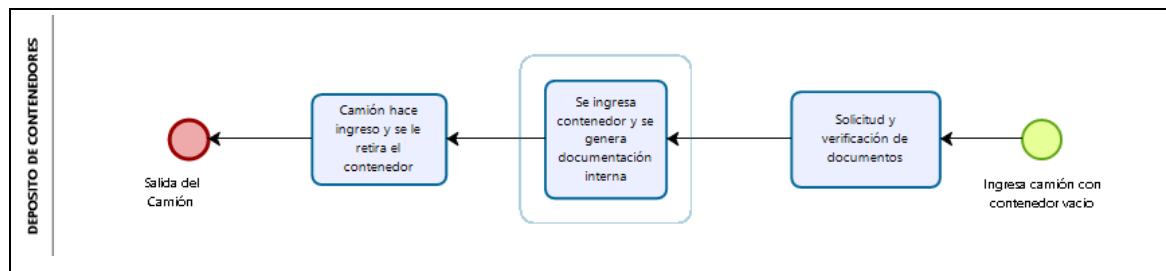 DEPOSITO DE CONTENEDORES
Salida del
Camión
Camión hace
ingreso y se le
retira el
contenedor
Se ingresa
contenedor y se
genera
documentación
interna
Solicitud y
verificación de
documentos
Ingresa camión con
contenedor vacio